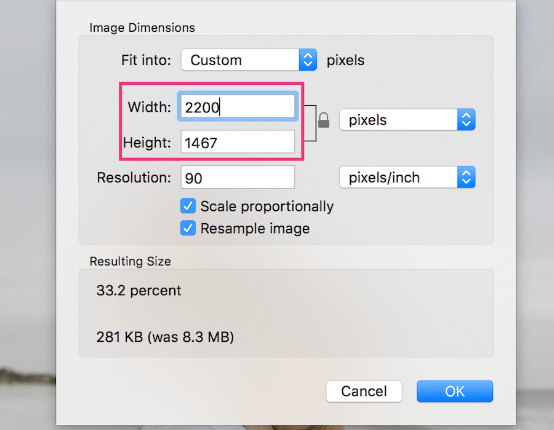 Image Dimensions
Fit into: Custom pixels
Width: 2200
pixels
Height: 1467
Resolution: 90 pixels/inch
Scale proportionally
Resample image
Resulting Size
33.2 percent
281 KB (was 8.3 MB)
Cancel OK